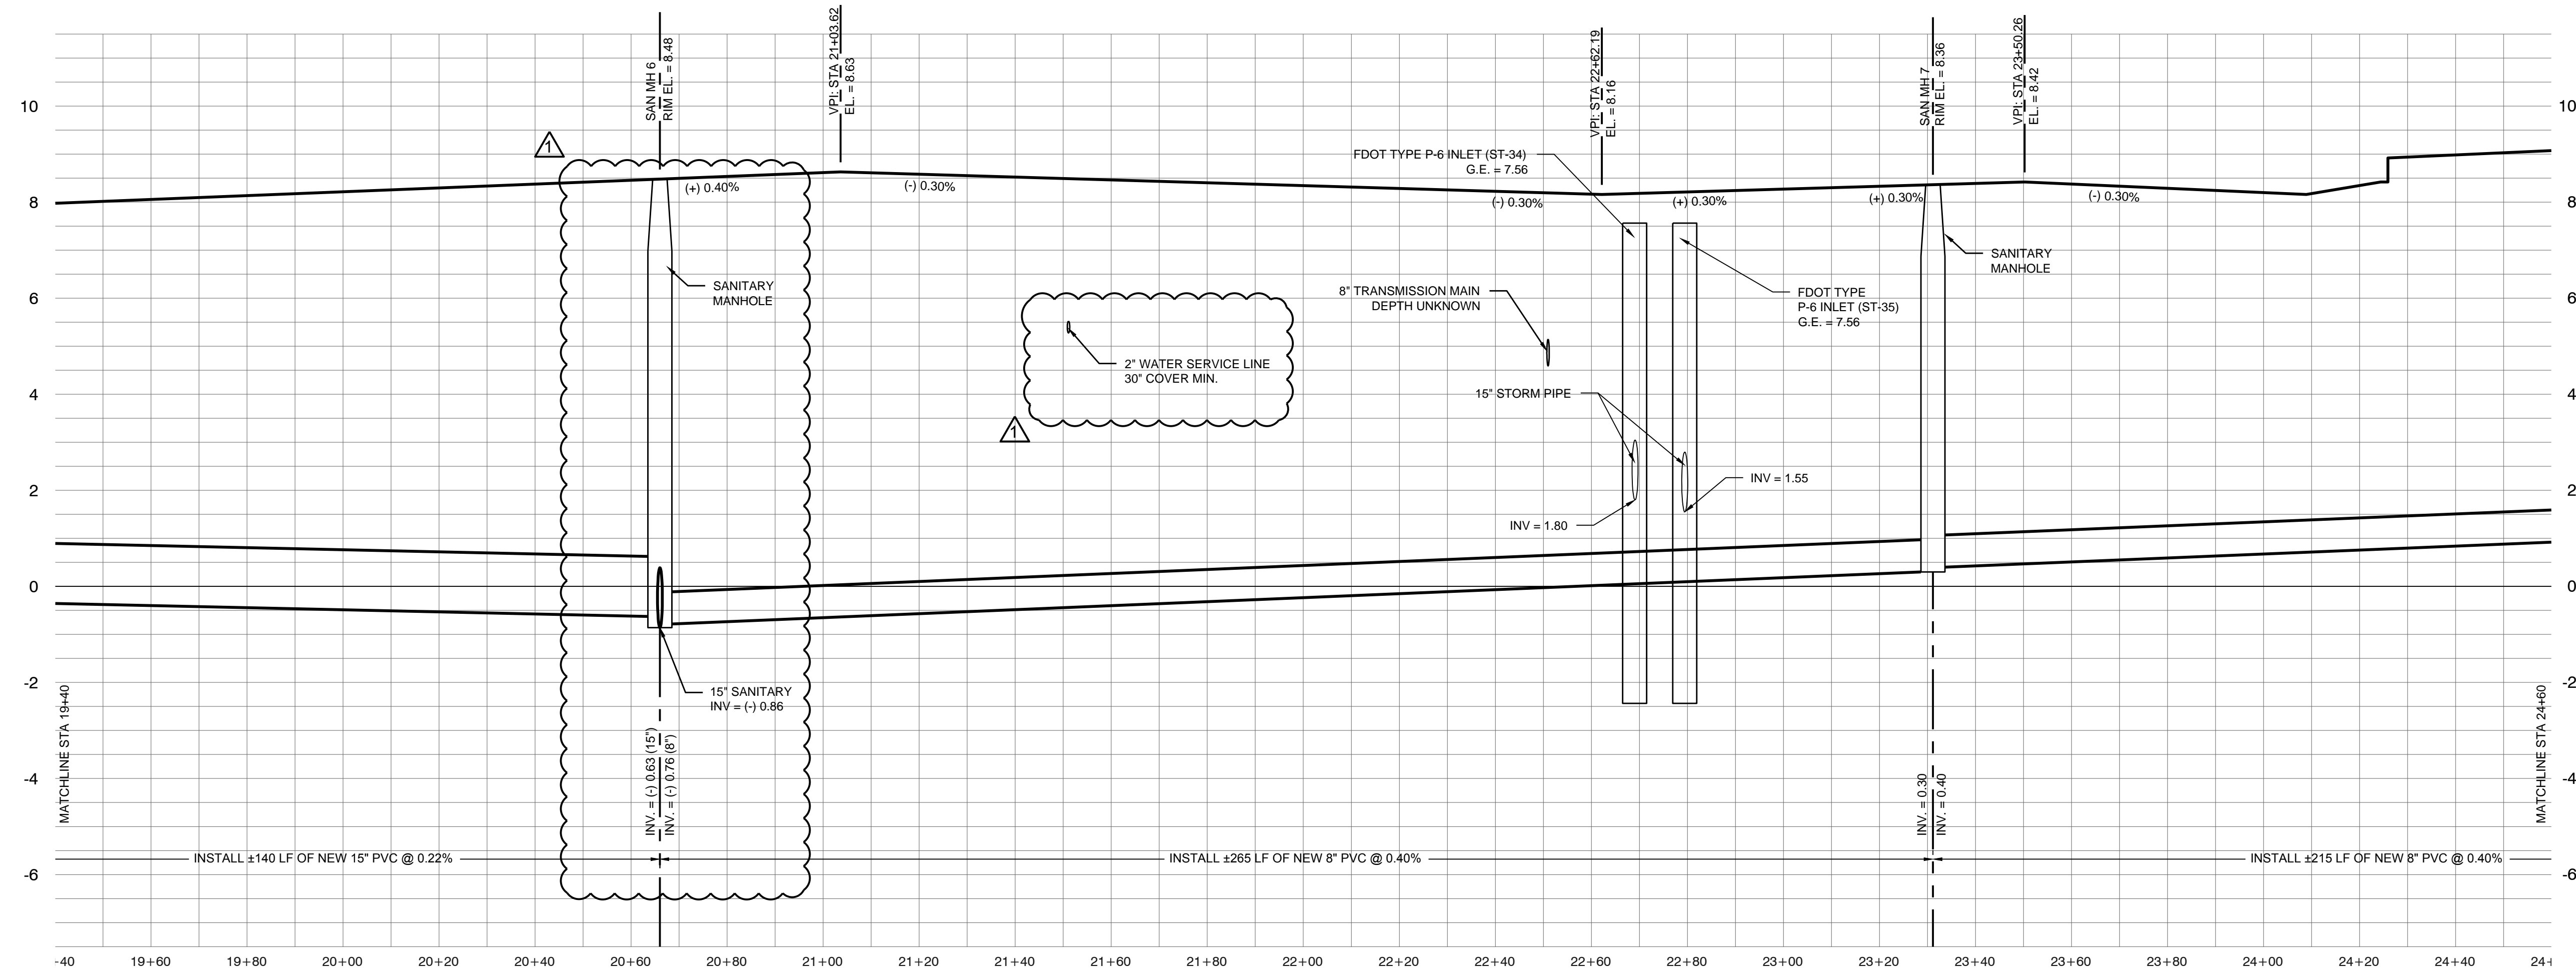 SAN MH 6
RIM EL. = 8.48
VPI: STA 21+03.62
EL. = 8.63
VPI: STA 22+62.19
EL. = 8.16
SAN MH 7
RIM EL. = 8.36
VPI: STA 23+50.26
EL. = 8.42
10
8
6
4
2
0
-2
-4
-6
10
8
6
4
2
0
-2
-4
-6
1
(+) 0.40%
(-) 0.30%
(-) 0.30%
(+) 0.30%
(+) 0.30%
(-) 0.30%
FDOT TYPE P-6 INLET (ST-34)
G.E. = 7.56
SANITARY
MANHOLE
SANITARY
MANHOLE
8" TRANSMISSION MAIN
DEPTH UNKNOWN
FDOT TYPE
P-6 INLET (ST-35)
G.E. = 7.56
2" WATER SERVICE LINE
30" COVER MIN.
1
15" STORM PIPE
INV = 1.55
INV = 1.80
15" SANITARY
INV = (-) 0.86
MATCHLINE STA 19+40
INV. = (-) 0.63 (15")
INV. = (-) 0.76 (8")
INV. = 0.30
INV. = 0.40
MATCHLINE STA 24+60
INSTALL ±140 LF OF NEW 15" PVC @ 0.22%
INSTALL ±265 LF OF NEW 8" PVC @ 0.40%
INSTALL ±215 LF OF NEW 8" PVC @ 0.40%
-40 19+60 19+80 20+00 20+20 20+40 20+60 20+80 21+00 21+20 21+40 21+60 21+80 22+00 22+20 22+40 22+60 22+80 23+00 23+20 23+40 23+60 23+80 24+00 24+20 24+40